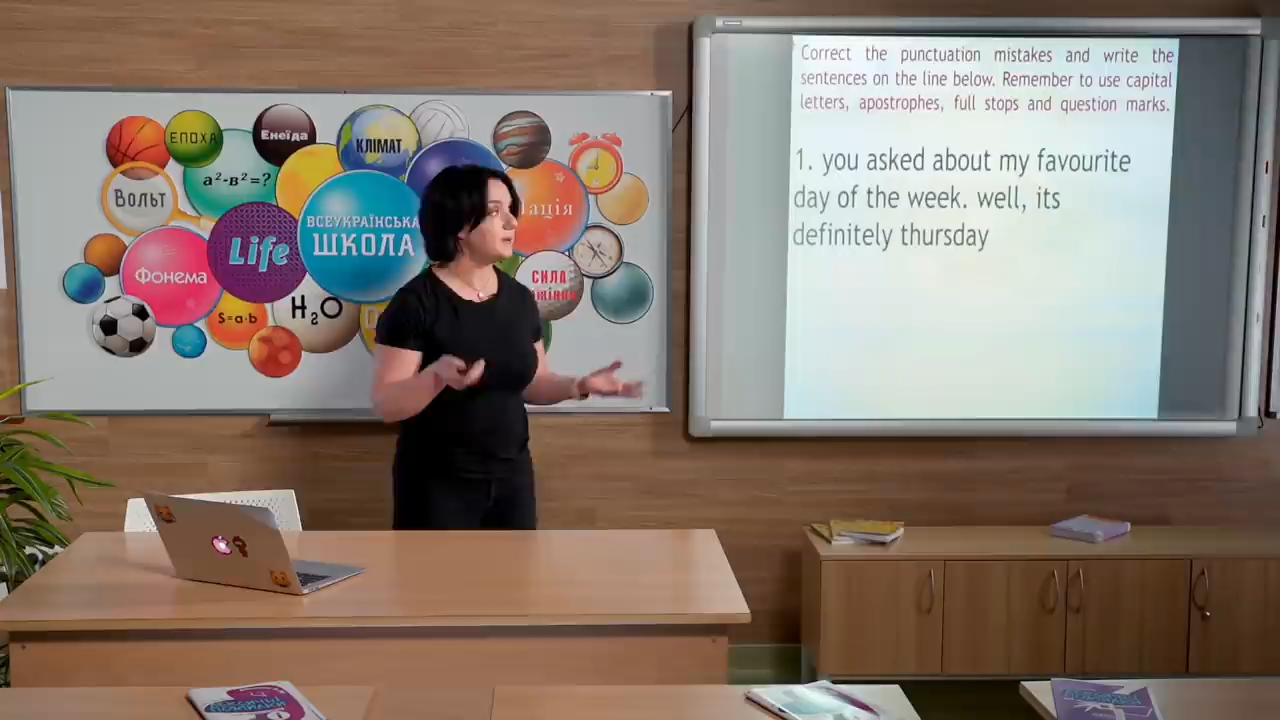 Correct the punctuation mistakes and write the
sentences on the line below. Remember to use capital
letters, apostrophes, full stops and question marks.
1. you asked about my favourite
day of the week. well, its
definitely thursday
ЕПОХА
Енеїда
КЛІМАТ
a²-в²=?
Вольт
ВСЕУКРАЇНСЬКА
ШКОЛА
Life
Фонема
S=a·b
H₂O
СИЛА